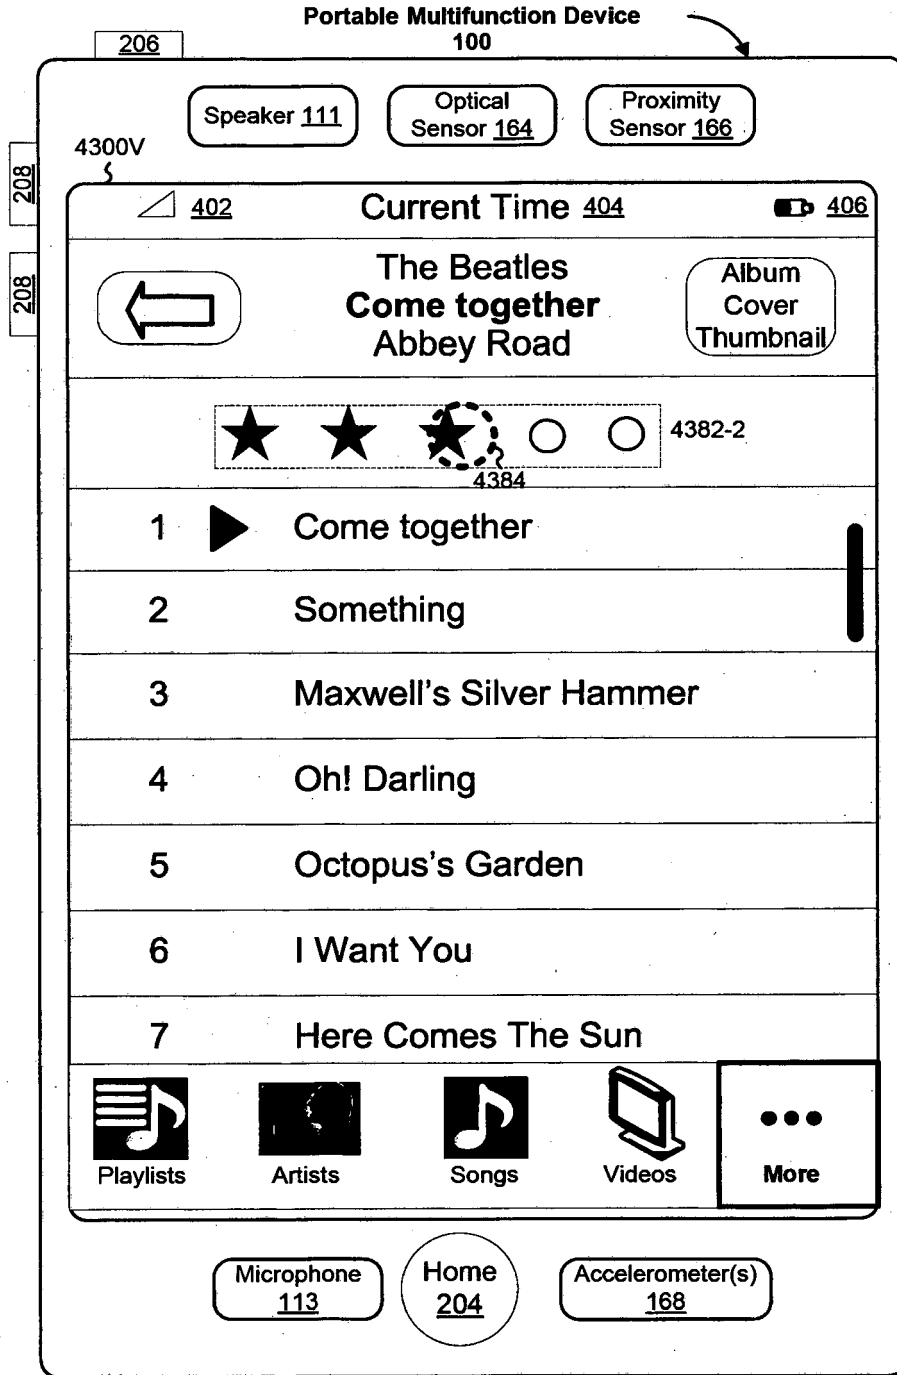 Portable Multifunction Device
100
206
Speaker 111
Optical
Sensor 164
Proximity
Sensor 166
4300V
208
208
402
Current Time 404
406
The Beatles
Come together
Abbey Road
Album
Cover
Thumbnail
4382-2
4384
1 Come together
2 Something
3 Maxwell's Silver Hammer
4 Oh! Darling
5 Octopus's Garden
6 I Want You
7 Here Comes The Sun
Playlists
Artists
Songs
Videos
More
Microphone
113
Home
204
Accelerometer(s)
168